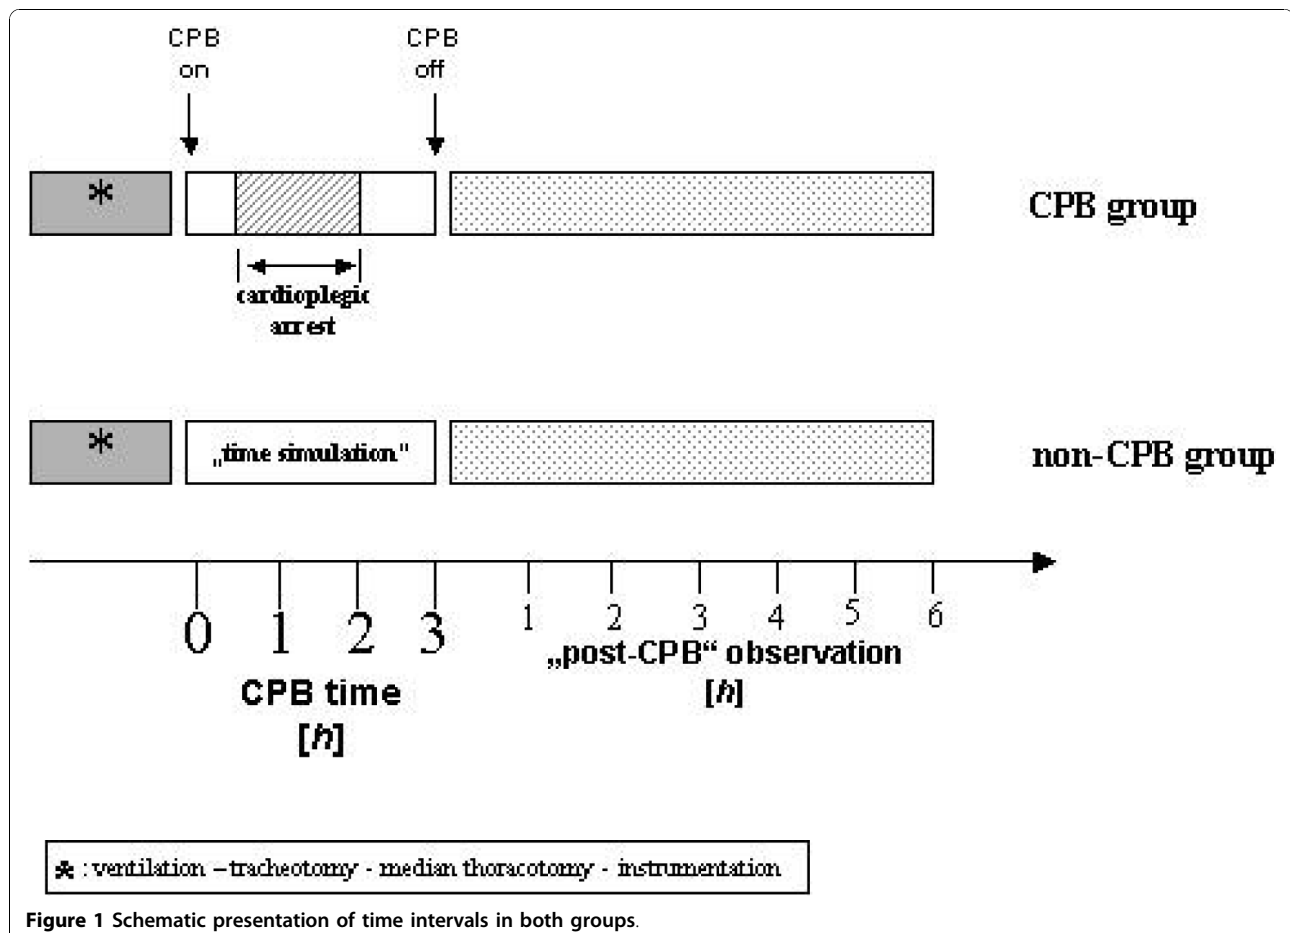 CPB
on
CPB
off
*
CPB group
cardioplegic
arrest
*
„time simulation“
non-CPB group
0 1 2 3 1 2 3 4 5 6
CPB time
[h]
„post-CPB“ observation
[h]
* : ventilation – tracheotomy - median thoracotomy - instrumentation
Figure 1 Schematic presentation of time intervals in both groups.